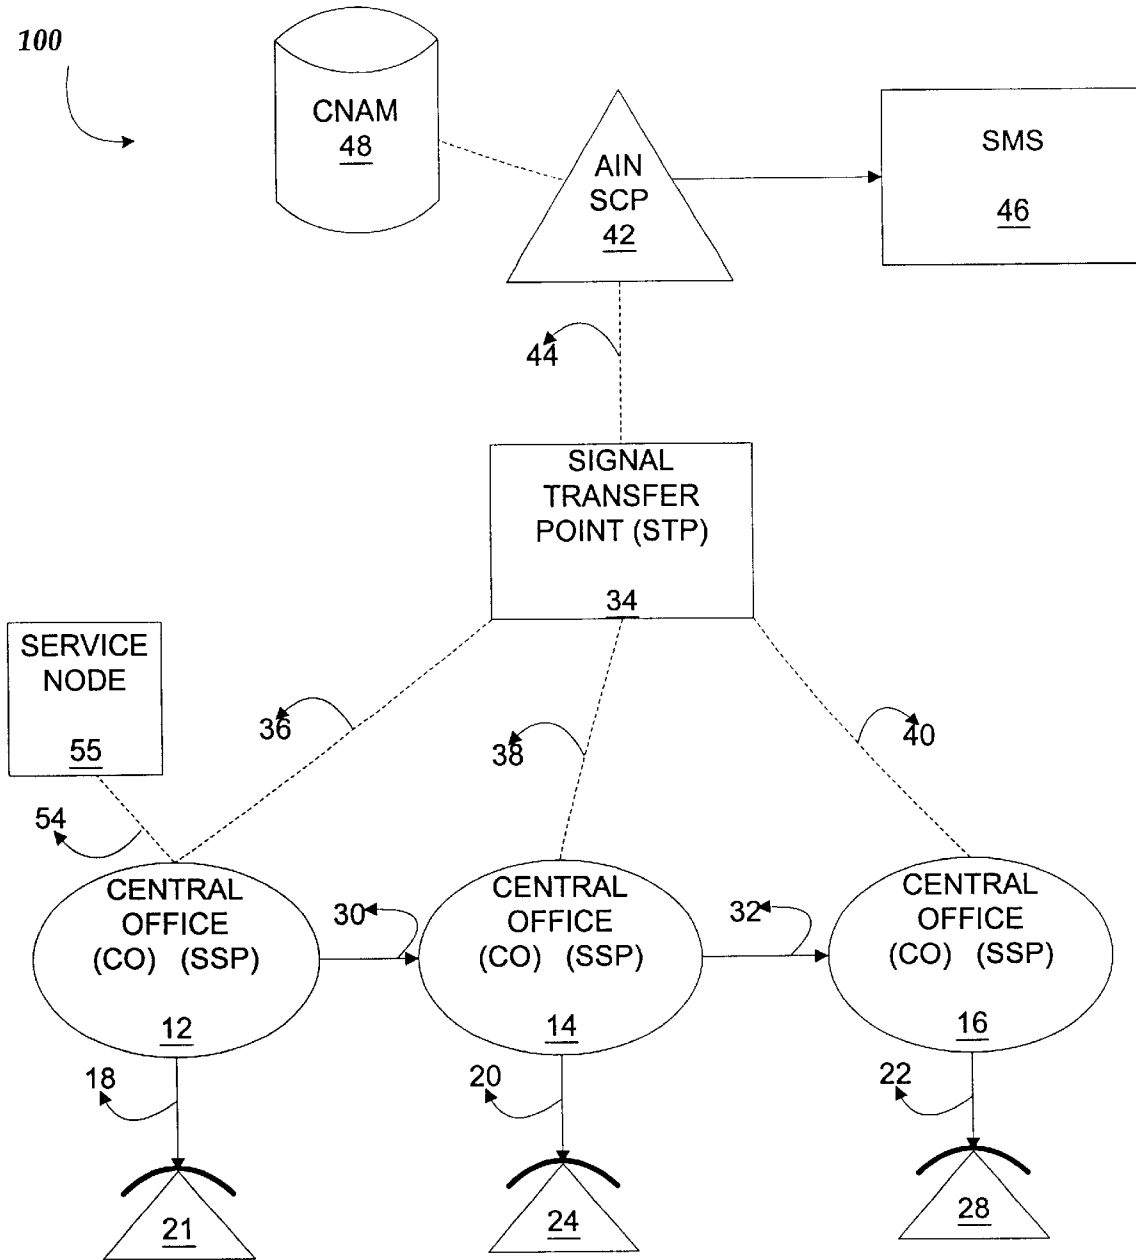 100
CNAM
48
AIN
SCP
42
SMS
46
44
SIGNAL
TRANSFER
POINT (STP)
34
SERVICE
NODE
55
36
38
40
54
CENTRAL
OFFICE
(CO) (SSP)
12
30
CENTRAL
OFFICE
(CO) (SSP)
14
32
CENTRAL
OFFICE
(CO) (SSP)
16
18
20
22
21
24
28